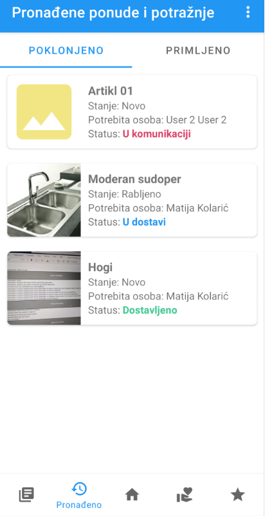 Pronađene ponude i potražnje
POKLONJENO
PRIMLJENO
Artikl 01
Stanje: Novo
Potrebita osoba: User 2 User 2
Status: U komunikaciji
Moderan sudoper
Stanje: Rabljeno
Potrebita osoba: Matija Kolarić
Status: U dostavi
Hogi
Stanje: Novo
Potrebita osoba: Matija Kolarić
Status: Dostavljeno
Pronađeno